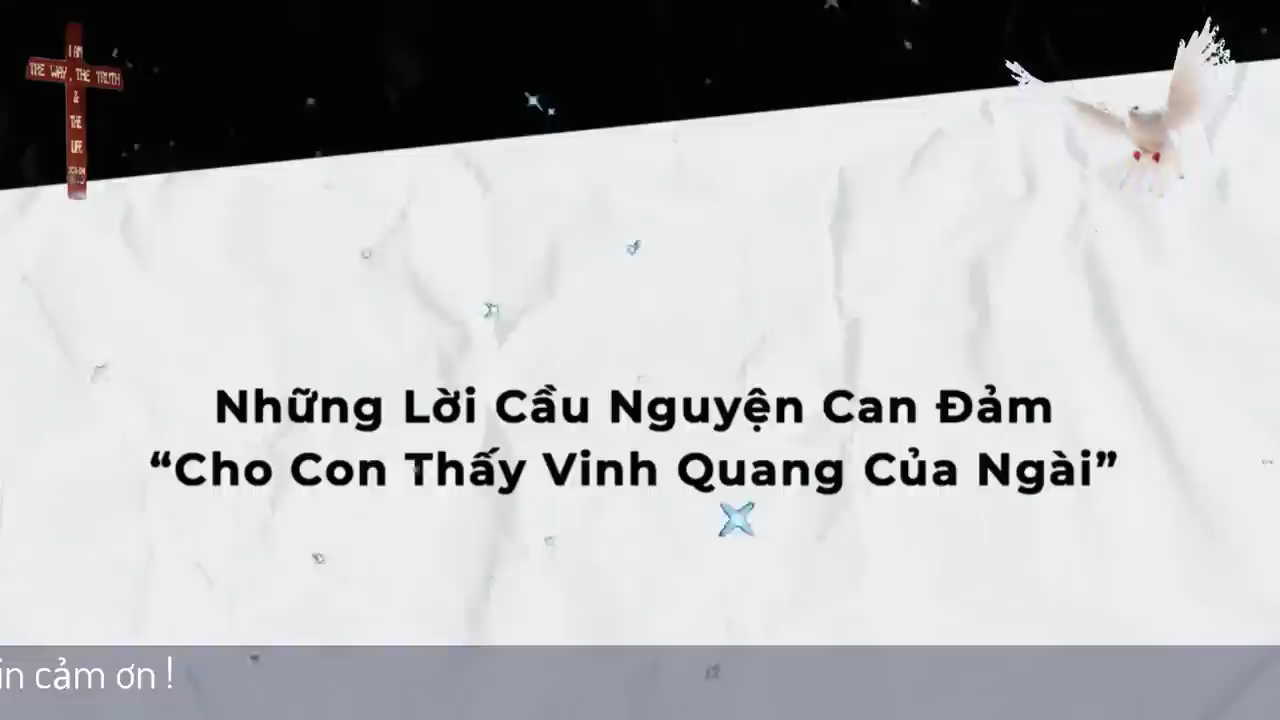 I AM
THE WAY, THE TRUTH
&
THE
LIFE
Những Lời Cầu Nguyện Can Đảm
“Cho Con Thấy Vinh Quang Của Ngài”
in cảm ơn !